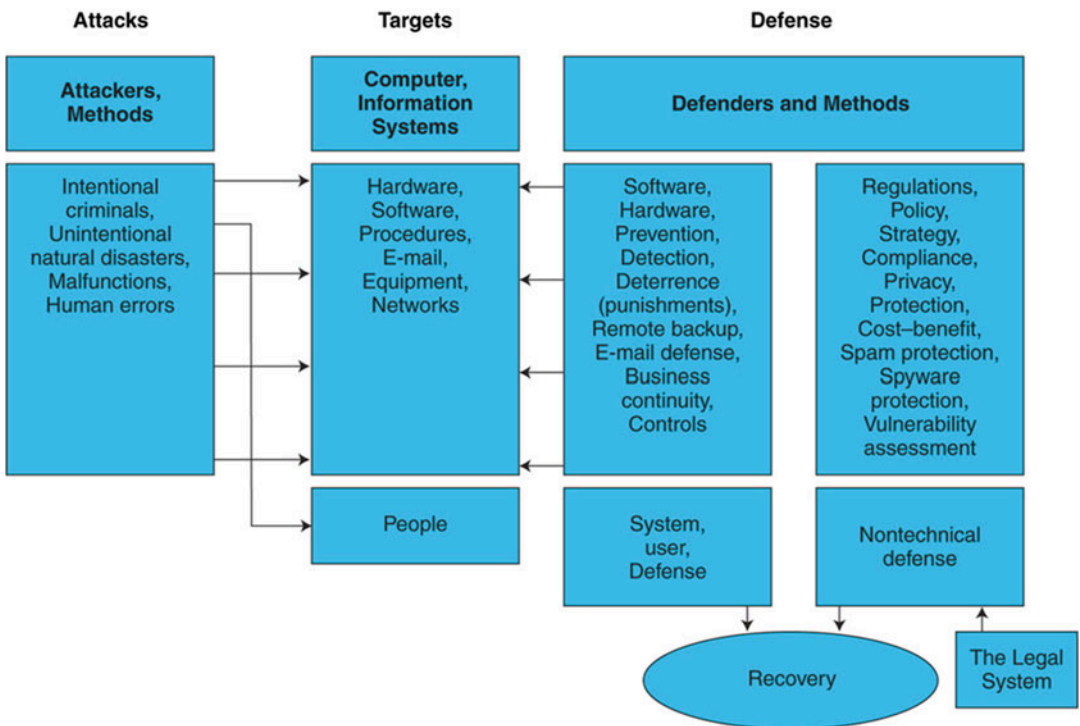 Attacks
Targets
Defense
Attackers,
Methods
Computer,
Information
Systems
Defenders and Methods
Intentional
criminals,
Unintentional
natural disasters,
Malfunctions,
Human errors
Hardware,
Software,
Procedures,
E-mail,
Equipment,
Networks
Software,
Hardware,
Prevention,
Detection,
Deterrence
(punishments),
Remote backup,
E-mail defense,
Business
continuity,
Controls
Regulations,
Policy,
Strategy,
Compliance,
Privacy,
Protection,
Cost–benefit,
Spam protection,
Spyware
protection,
Vulnerability
assessment
People
System,
user,
Defense
Nontechnical
defense
Recovery
The Legal
System